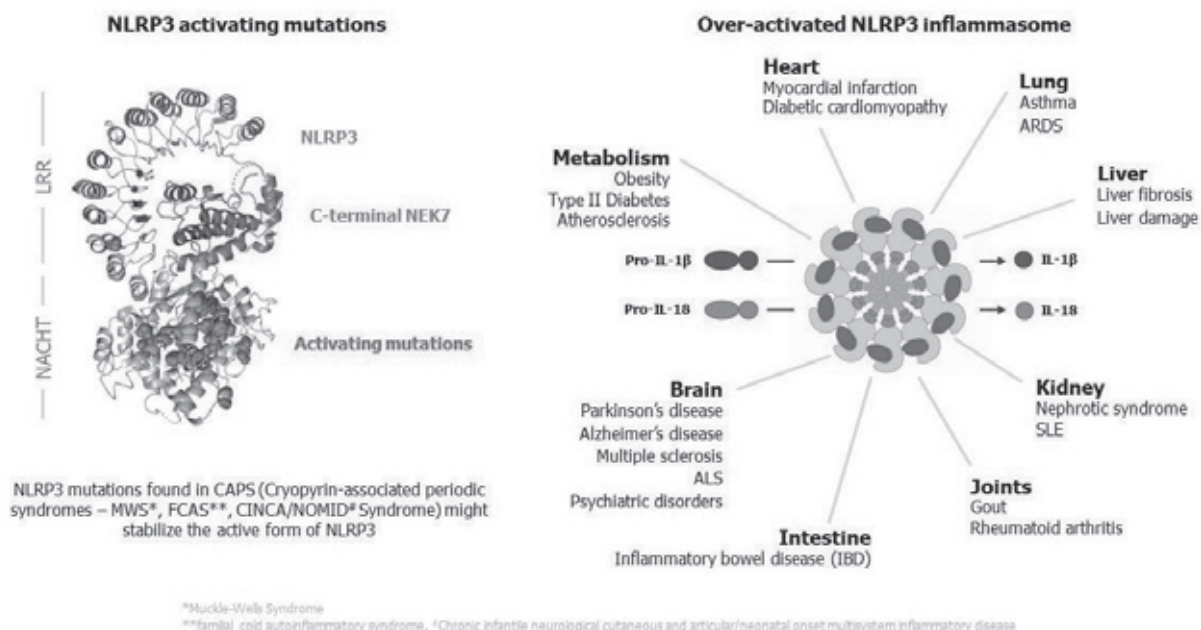 NLRP3 activating mutations
LRR
NACHT
NLRP3
C-terminal NEK7
Activating mutations
NLRP3 mutations found in CAPS (Cryopyrin-associated periodic
syndromes – MWS*, FCAS**, CINCA/NOMID# Syndrome) might
stabilize the active form of NLRP3
Over-activated NLRP3 inflammasome
Heart
Myocardial infarction
Diabetic cardiomyopathy
Lung
Asthma
ARDS
Metabolism
Obesity
Type II Diabetes
Atherosclerosis
Liver
Liver fibrosis
Liver damage
Pro-IL-1β
IL-1β
Pro-IL-18
IL-18
Brain
Parkinson's disease
Alzheimer's disease
Multiple sclerosis
ALS
Psychiatric disorders
Kidney
Nephrotic syndrome
SLE
Joints
Gout
Rheumatoid arthritis
Intestine
Inflammatory bowel disease (IBD)
*Muckle-Wells Syndrome
**familial cold autoinflammatory syndrome, #Chronic infantile neurological cutaneous and articular/neonatal onset multisystem inflammatory disease